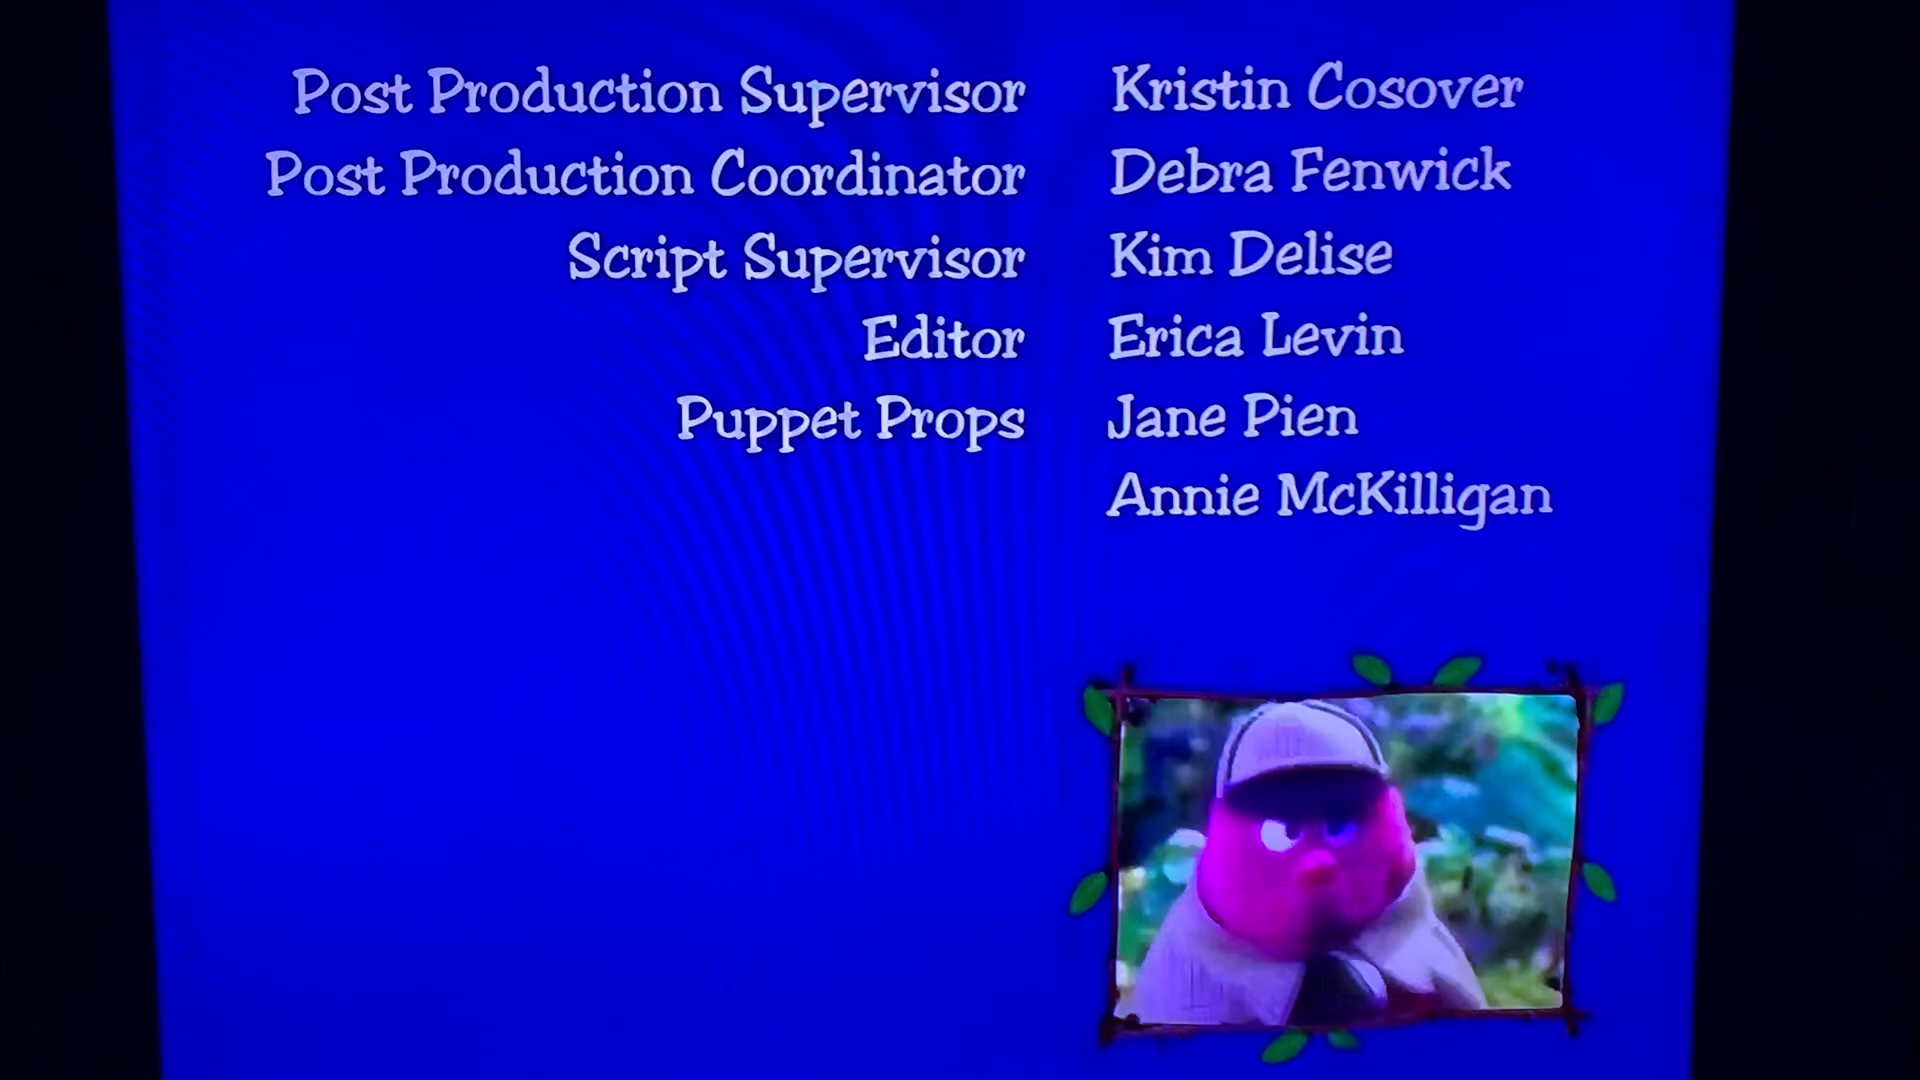 Post Production Supervisor Kristin Cosover
Post Production Coordinator Debra Fenwick
Script Supervisor Kim Delise
Editor Erica Levin
Puppet Props Jane Pien
Annie McKilligan